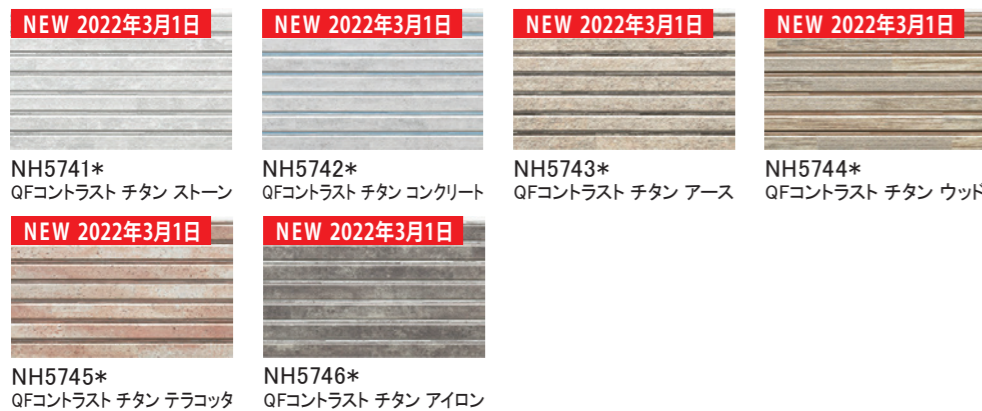 NEW 2022年3月1日
NH5741*
QFコントラスト チタン ストーン
NEW 2022年3月1日
NH5742*
QFコントラスト チタン コンクリート
NEW 2022年3月1日
NH5743*
QFコントラスト チタン アース
NEW 2022年3月1日
NH5744*
QFコントラスト チタン ウッド
NEW 2022年3月1日
NH5745*
QFコントラスト チタン テラコッタ
NEW 2022年3月1日
NH5746*
QFコントラスト チタン アイロン